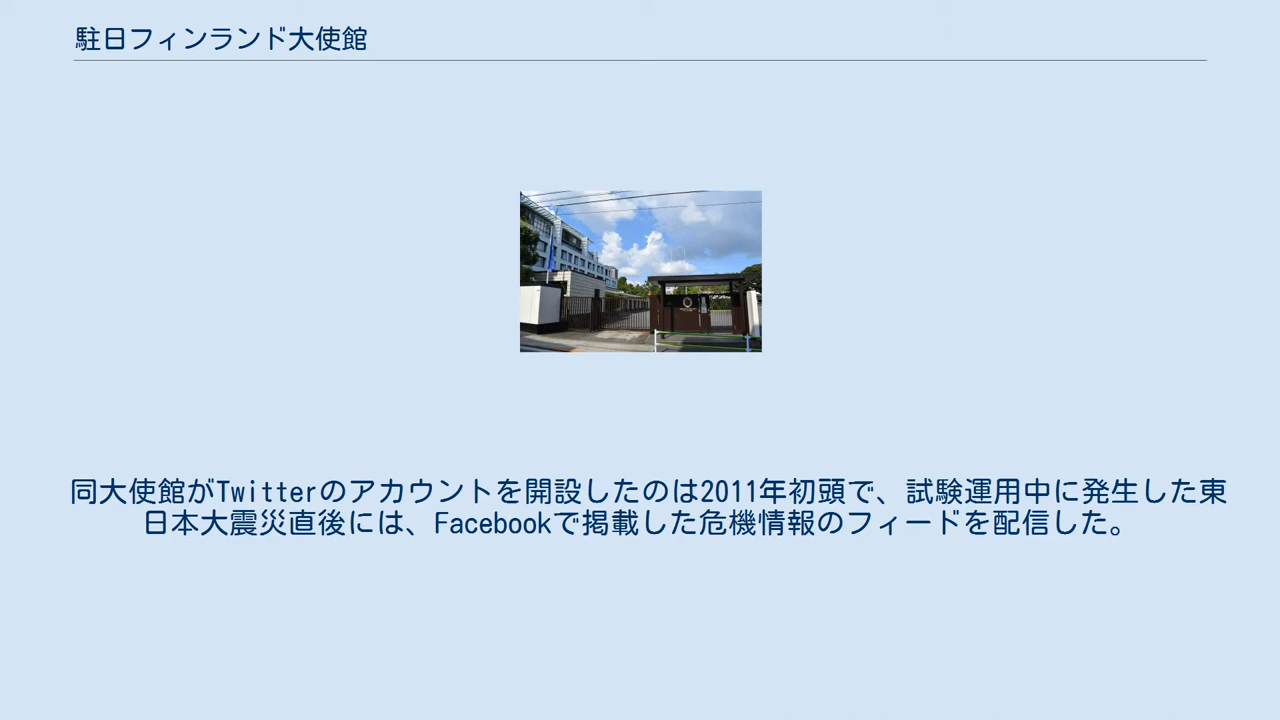 駐日フィンランド大使館
同大使館がTwitterのアカウントを開設したのは2011年初頭で、試験運用中に発生した東
日本大震災直後には、Facebookで掲載した危機情報のフィードを配信した。